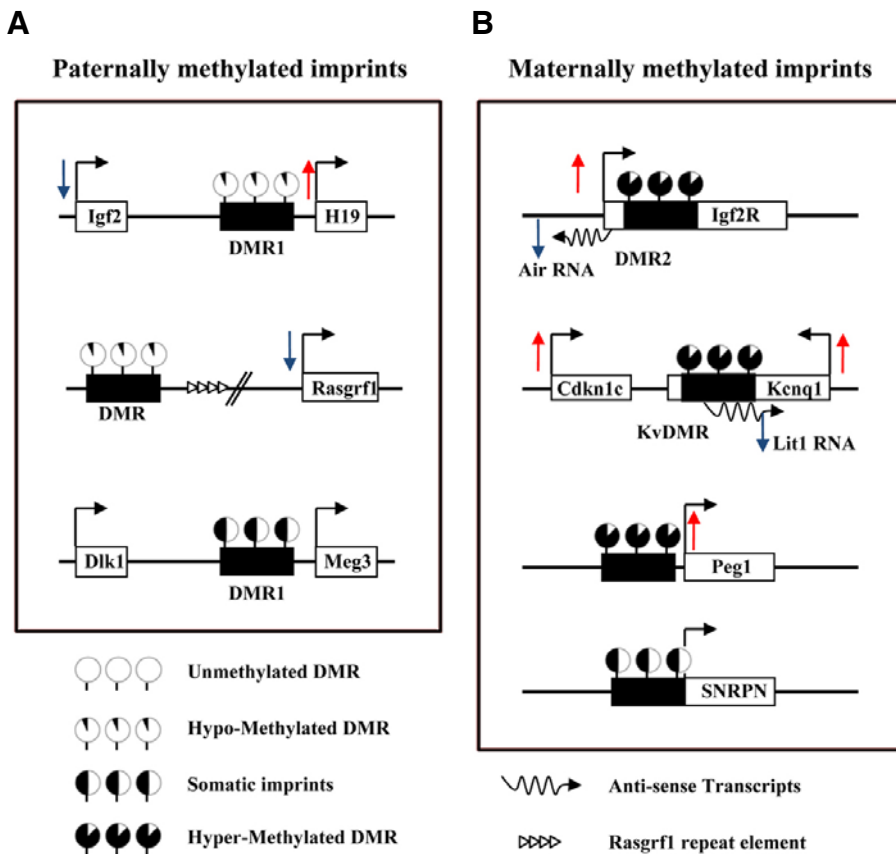 A
Paternally methylated imprints
Igf2
H19
DMR1
Rasgrf1
DMR
Dlk1
Meg3
DMR1
Unmethylated DMR
Hypo-Methylated DMR
Somatic imprints
Hyper-Methylated DMR
B
Maternally methylated imprints
Igf2R
Air RNA
DMR2
Cdkn1c
Kcnq1
KvDMR
Lit1 RNA
Peg1
SNRPN
Anti-sense Transcripts
Rasgrf1 repeat element